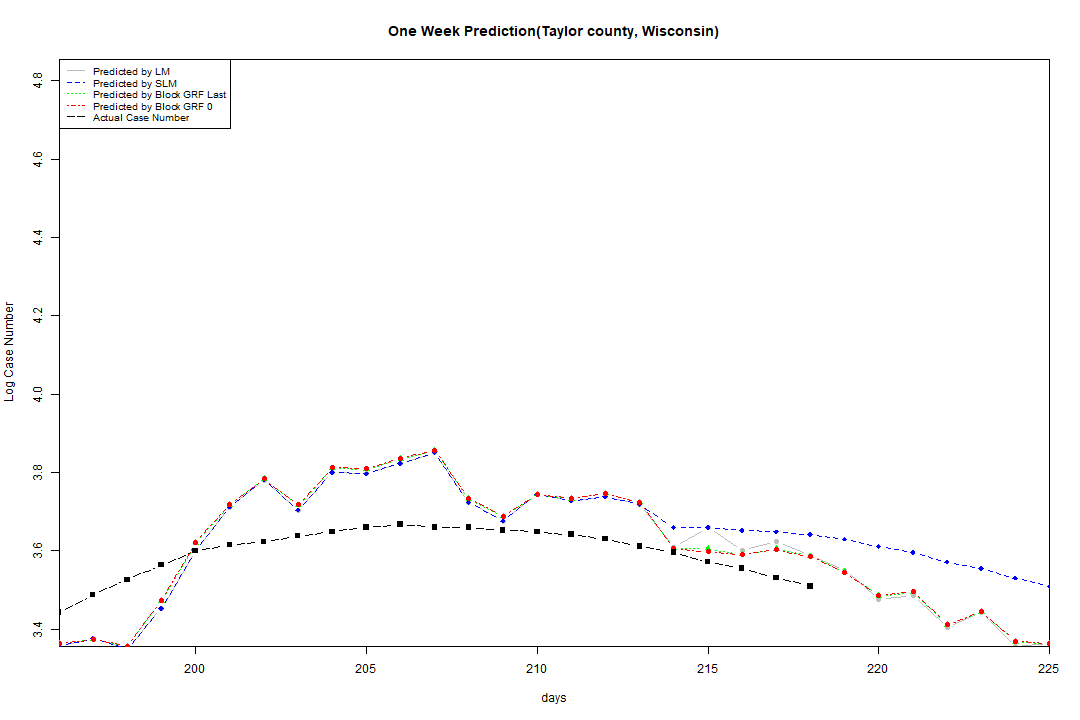 One Week Prediction(Taylor county, Wisconsin)
Predicted by LM
Predicted by SLM
Predicted by Block GRF Last
Predicted by Block GRF 0
Actual Case Number
4.8
4.6
4.4
4.2
4.0
3.8
3.6
3.4
Log Case Number
200 205 210 215 220 225
days